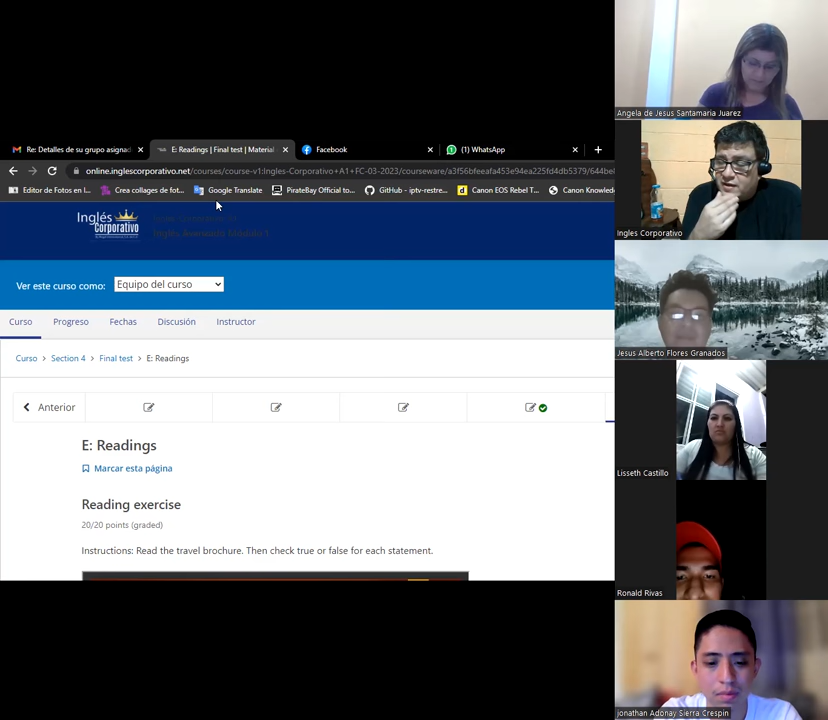 Re: Detalles de su grupo asignad
E: Readings | Final test | Material
Facebook
(1) WhatsApp
online.inglescorporativo.net/courses/course-v1:Ingles-Corporativo+A1+FC-03-2023/courseware/a3f56bfeeafa453e94ea225fd4db5379/644be
Editor de Fotos en l...
Crea collages de fot...
Google Translate
PirateBay Official to...
GitHub - iptv-restre...
Canon EOS Rebel T...
Canon Knowled
Inglés
Corporativo
Inglés Avanzado Módulo 1
Ver este curso como:
Equipo del curso
Curso
Progreso
Fechas
Discusión
Instructor
Curso > Section 4 > Final test > E: Readings
Anterior
E: Readings
Marcar esta página
Reading exercise
20/20 points (graded)
Instructions: Read the travel brochure. Then check true or false for each statement.
Angela de Jesus Santamaria Juarez
Ingles Corporativo
Jesus Alberto Flores Granados
Lisseth Castillo
Ronald Rivas
jonathan Adonay Sierra Crespin